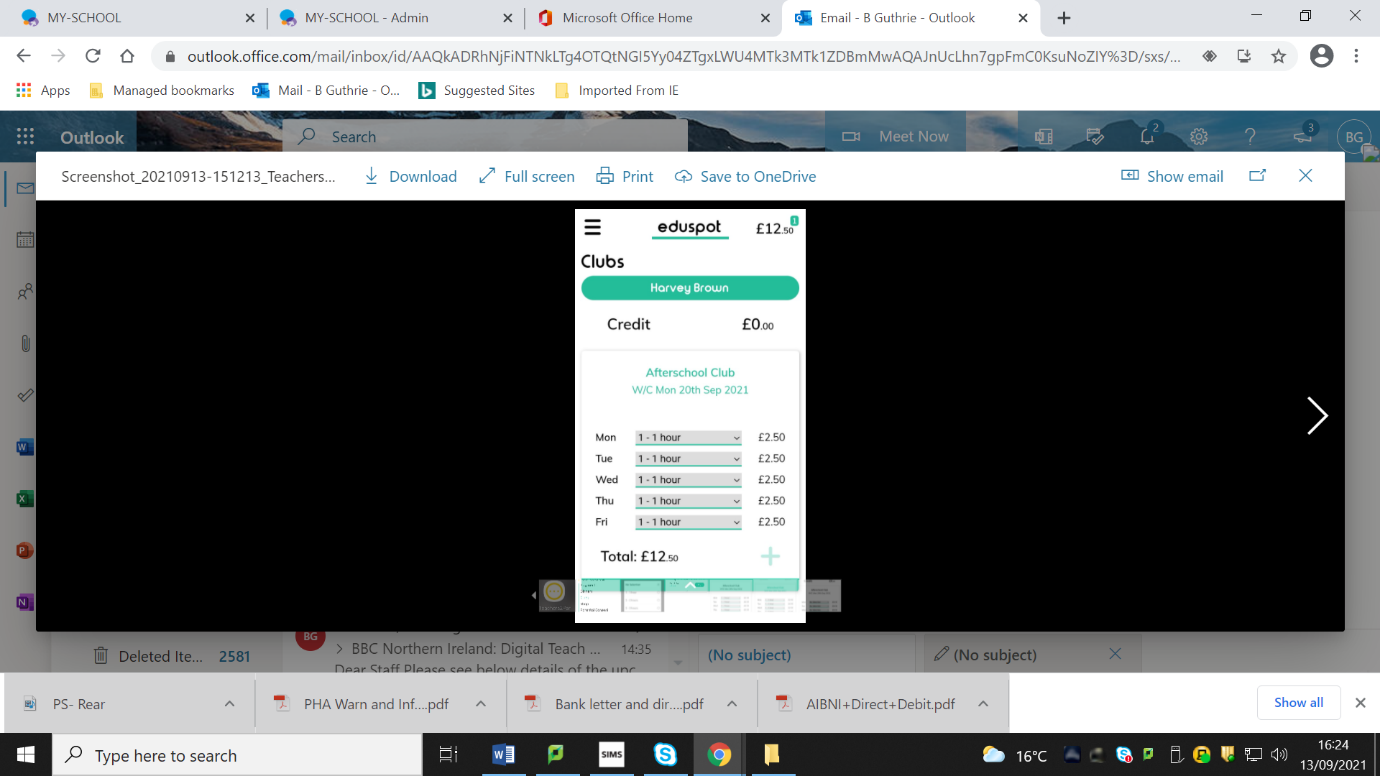 MY-SCHOOL
MY-SCHOOL - Admin
Microsoft Office Home
Email - B Guthrie - Outlook
outlook.office.com/mail/inbox/id/AAQkADRhNjFiNTNkLTg4OTQtNGI5Yy04ZTgxLWU4MTk3MTk1ZDBmMwAQAJnUcLhn7gpFmC0KsuNoZIY%3D/sxs/...
Apps Managed bookmarks Mail - B Guthrie - O... Suggested Sites Imported From IE
Outlook Search Meet Now 2 3 BG
Screenshot_20210913-151213_Teachers... Download Full screen Print Save to OneDrive Show email
eduspot £12.50 1
Clubs
Harvey Brown
Credit £0.00
Afterschool Club
W/C Mon 20th Sep 2021
Mon 1 - 1 hour £2.50
Tue 1 - 1 hour £2.50
Wed 1 - 1 hour £2.50
Thu 1 - 1 hour £2.50
Fri 1 - 1 hour £2.50
Total: £12.50
BG BBC Northern Ireland: Digital Teach ... 14:35
Deleted Ite... 2581 (No subject) (No subject)
Dear Staff Please see below details of the
PS- Rear PHA Warn and Inf....pdf Bank letter and dir....pdf AIBNI+Direct+Debit.pdf Show all
Type here to search SIMS 16°C 16:24
13/09/2021